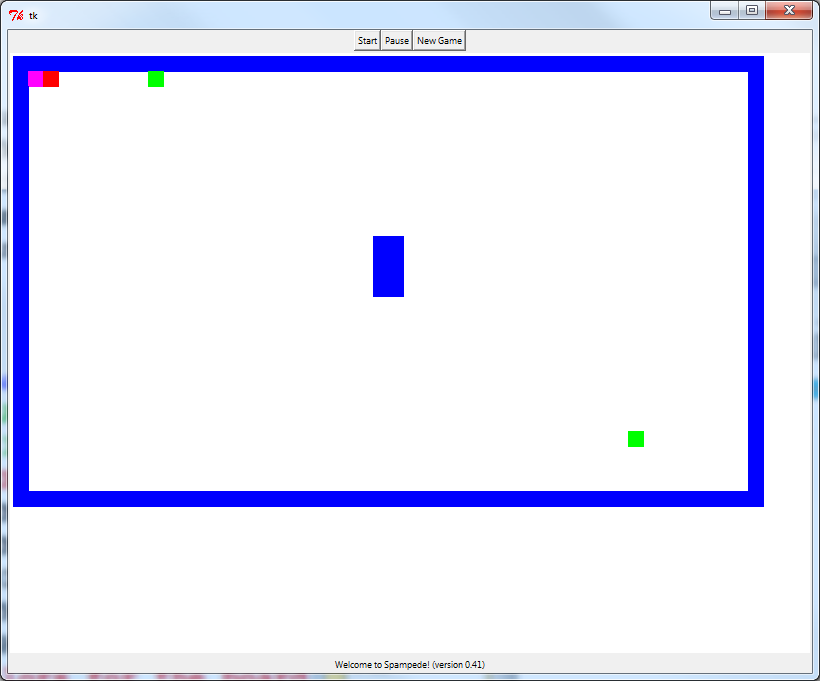 tk
Start Pause New Game
Welcome to Spampede! (version 0.41)